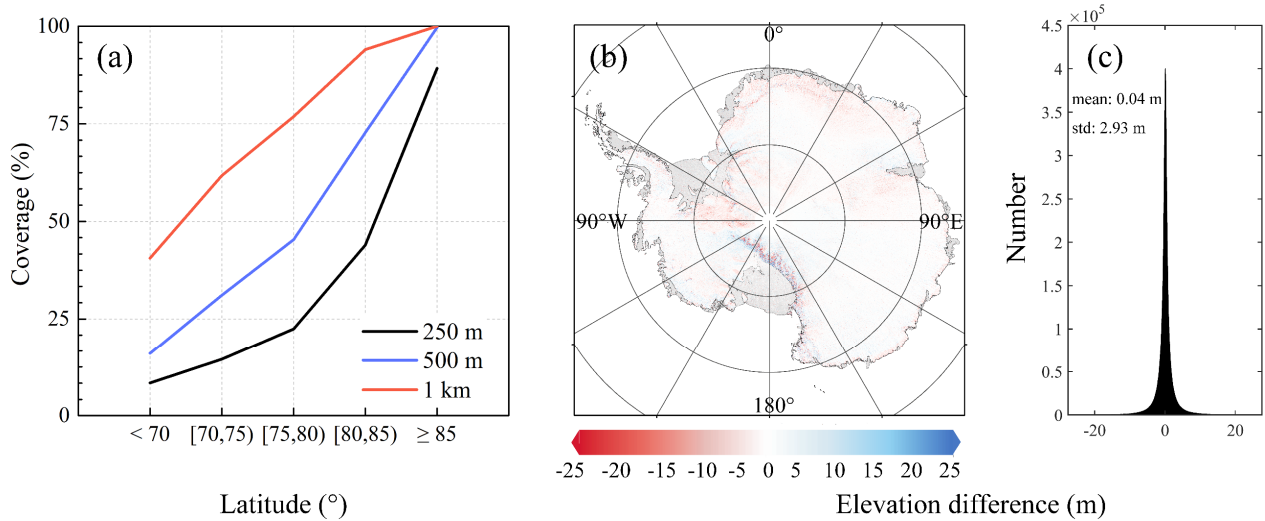 (a)
100
75
50
25
0
Coverage (%)
250 m
500 m
1 km
< 70
[70,75)
[75,80)
[80,85)
≥ 85
Latitude (°)
(b)
0°
90°W
90°E
180°
-25 -20 -15 -10 -5 0 5 10 15 20 25
Elevation difference (m)
(c)
×10⁵
4.5
4
3.5
3
2.5
2
1.5
1
0.5
0
Number
mean: 0.04 m
std: 2.93 m
-20 0 20